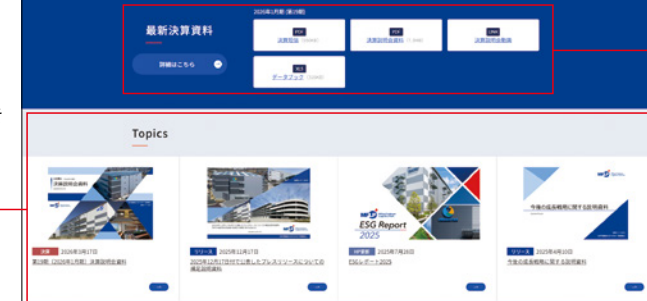 2026年1月期 (第19期)
最新決算資料
PDF
決算短信
PDF
決算説明会資料
LINK
決算説明会動画
詳細はこちら
データブック
Topics
決算説明会資料
ESG Report
2025
今後の成長戦略に関する説明資料
決算 2026年3月17日
第19期（2026年1月期）決算説明会資料
リリース 2025年12月17日
2025年12月17日付で公表したプレスリリースについての
補足説明資料
HP更新 2025年7月28日
ESGレポート2025
リリース 2025年4月10日
今後の成長戦略に関する説明資料